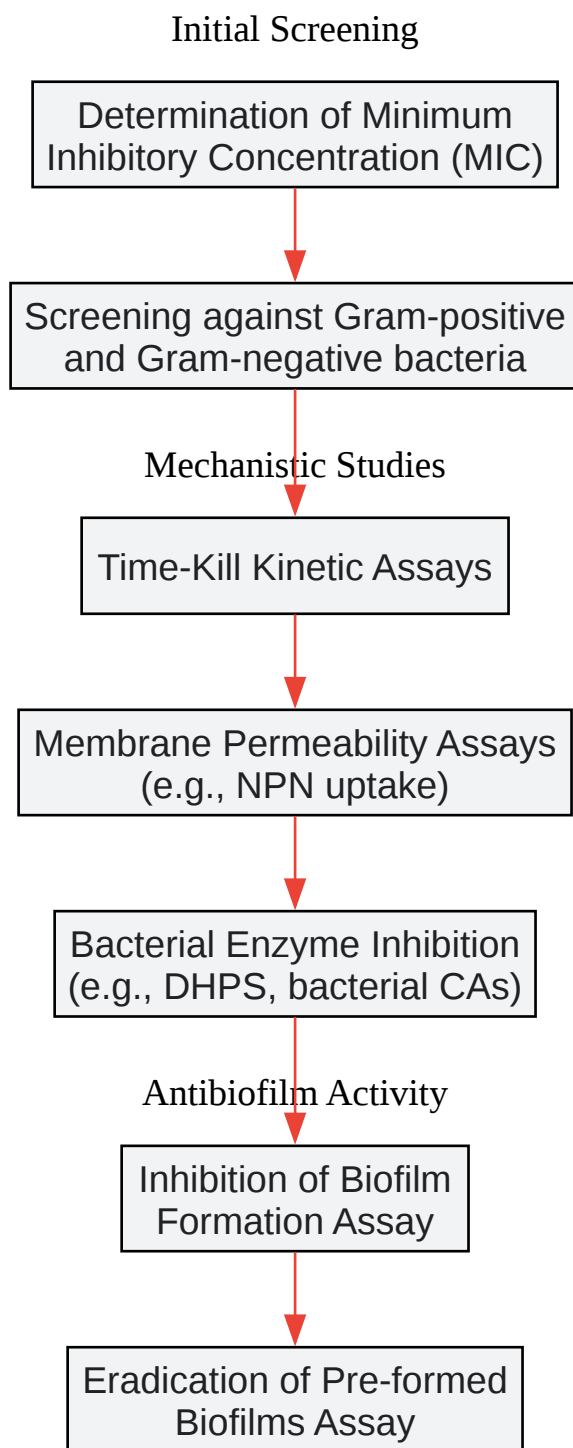 Initial Screening
Determination of Minimum
Inhibitory Concentration (MIC)
Screening against Gram-positive
and Gram-negative bacteria
Mechanistic Studies
Time-Kill Kinetic Assays
Membrane Permeability Assays
(e.g., NPN uptake)
Bacterial Enzyme Inhibition
(e.g., DHPS, bacterial CAs)
Antibiofilm Activity
Inhibition of Biofilm
Formation Assay
Eradication of Pre-formed
Biofilms Assay